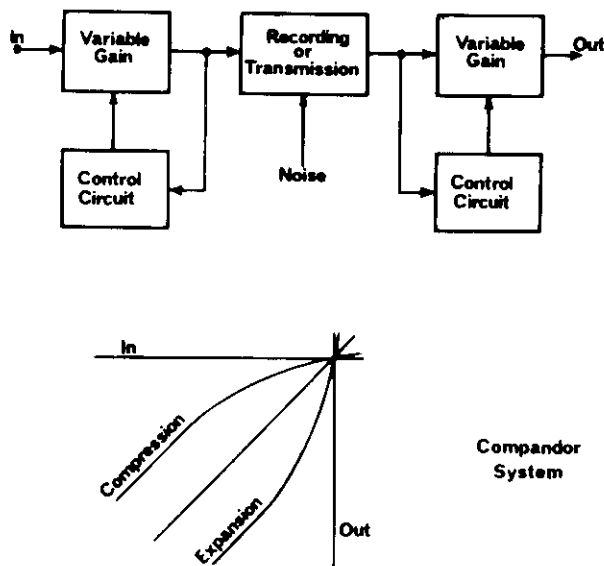 In
Variable
Gain
Recording
or
Transmission
Variable
Gain
Out
Control
Circuit
Noise
Control
Circuit
In
Compression
Expansion
Out
Compandor
System